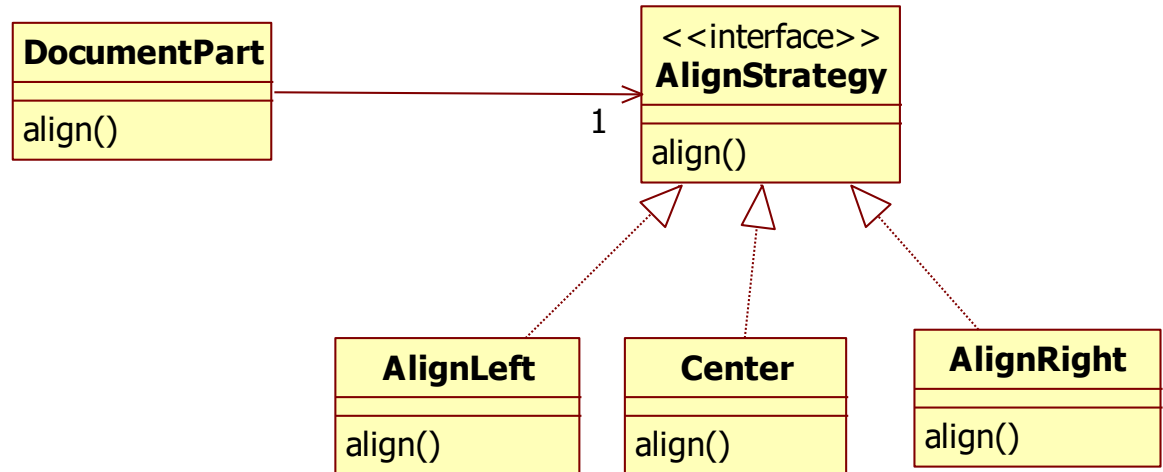 DocumentPart
align()
1
<<interface>>
AlignStrategy
align()
AlignLeft
align()
Center
align()
AlignRight
align()